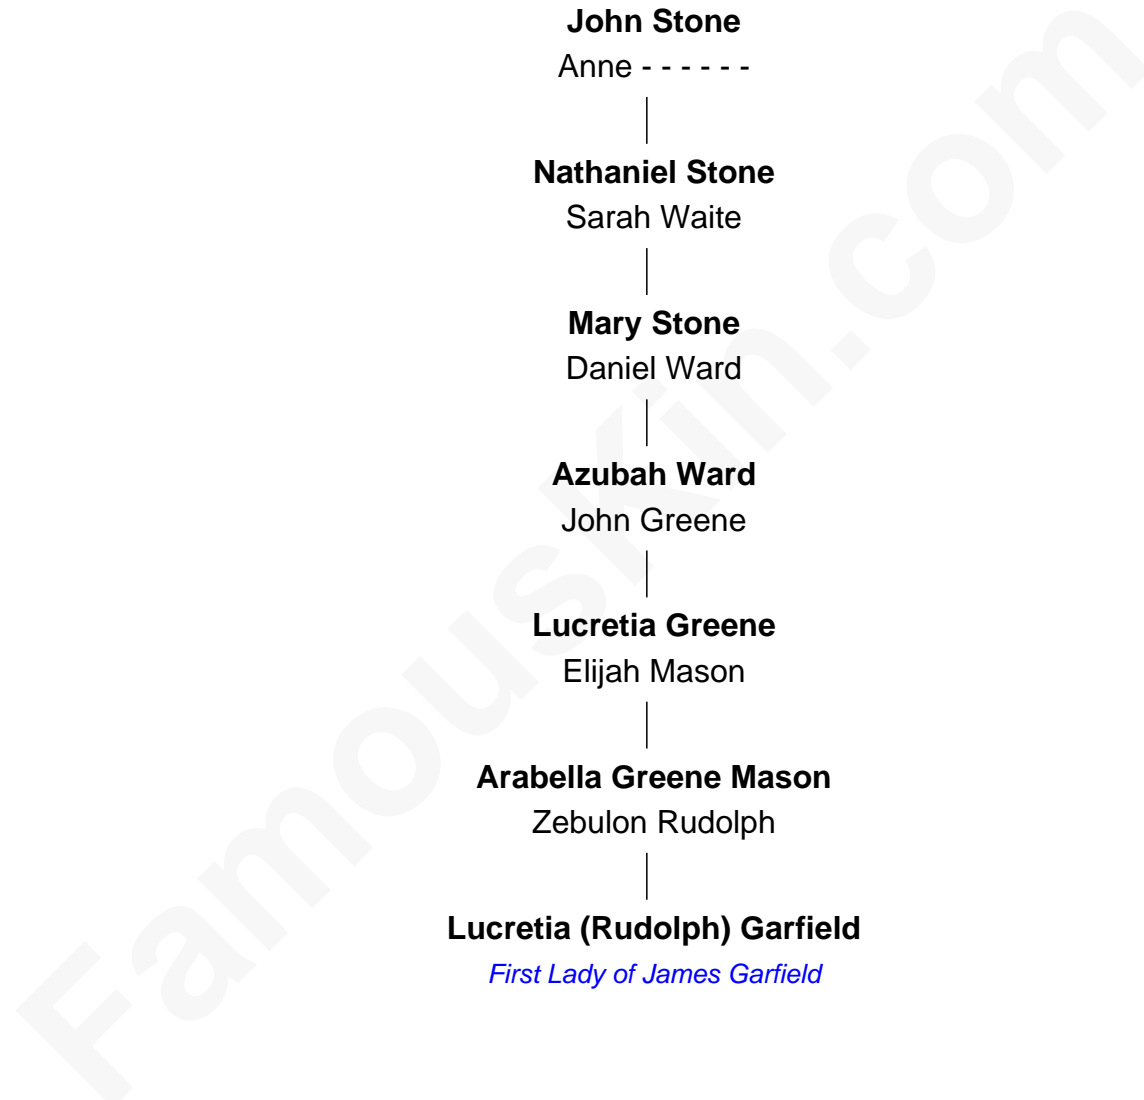 John Stone
Anne - - - - - -
Nathaniel Stone
Sarah Waite
Mary Stone
Daniel Ward
Azubah Ward
John Greene
Lucretia Greene
Elijah Mason
Arabella Greene Mason
Zebulon Rudolph
Lucretia (Rudolph) Garfield
First Lady of James Garfield
FamousKin.com